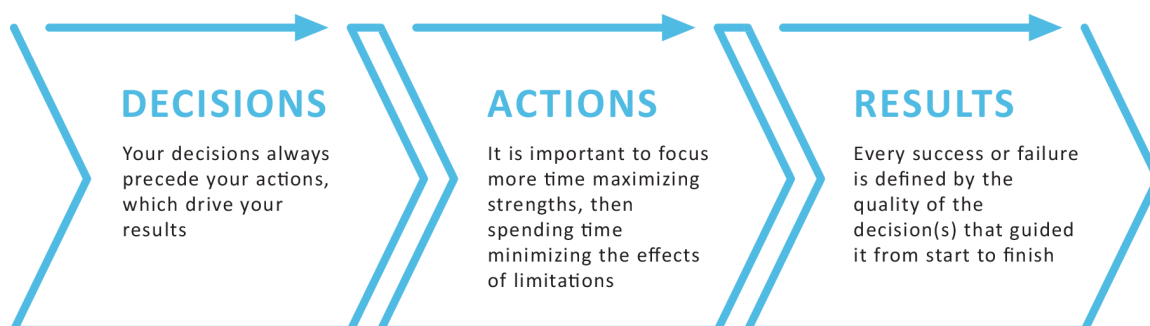 DECISIONS
Your decisions always
precede your actions,
which drive your
results
ACTIONS
It is important to focus
more time maximizing
strengths, then
spending time
minimizing the effects
of limitations
RESULTS
Every success or failure
is defined by the
quality of the
decision(s) that guided
it from start to finish